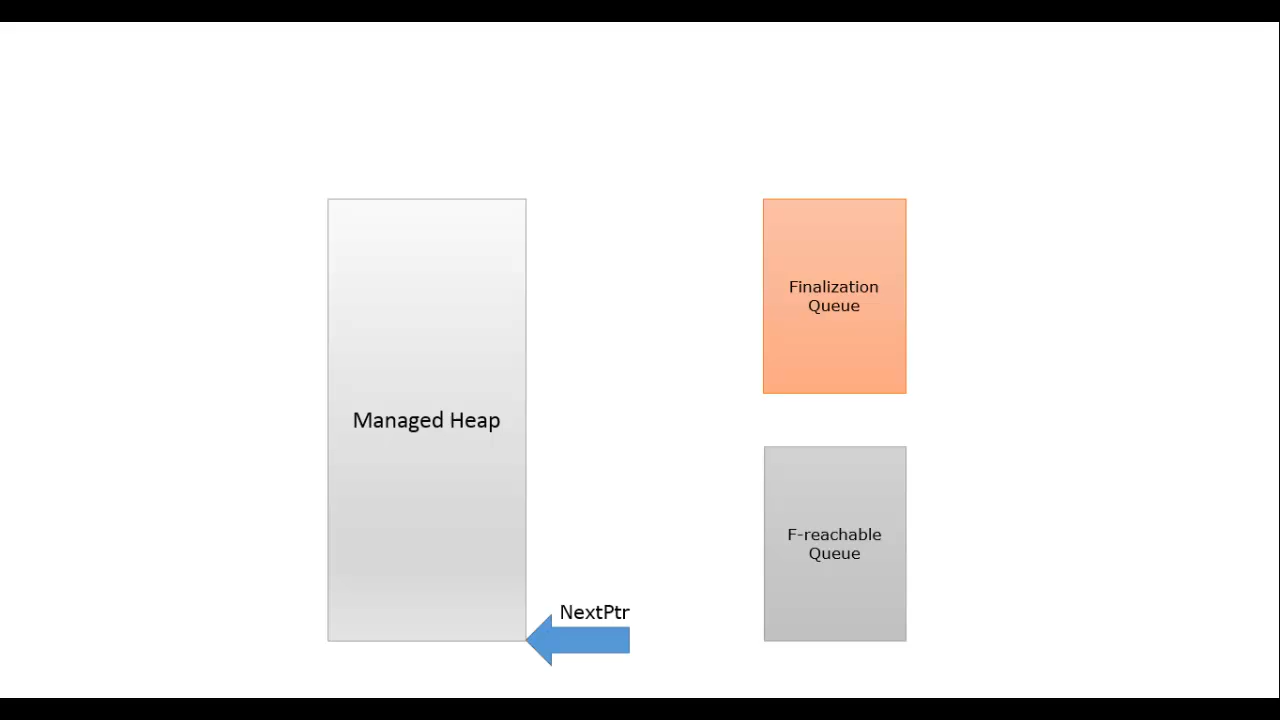 Finalization
Queue
Managed Heap
F-reachable
Queue
NextPtr